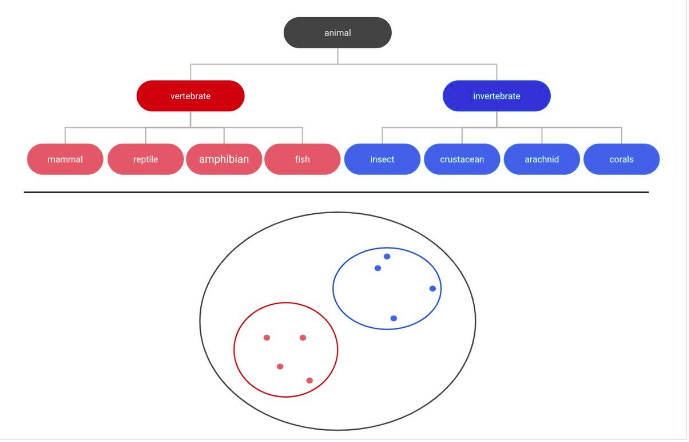 animal
vertebrate
invertebrate
mammal
reptile
amphibian
fish
insect
crustacean
arachnid
corals